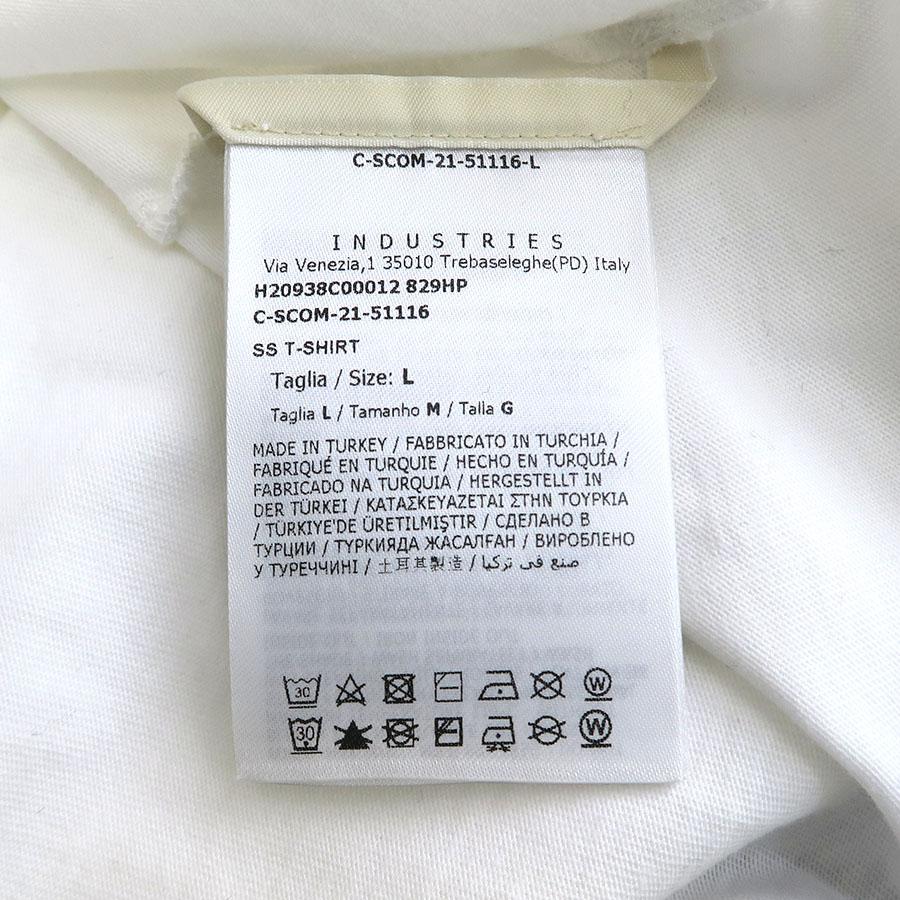 C-SCOM-21-51116-L
INDUSTRIES
Via Venezia,1 35010 Trebaseleghe(PD) Italy
H20938C00012 829HP
C-SCOM-21-51116
SS T-SHIRT
Taglia / Size: L
Taglia L / Tamanho M / Talla G
MADE IN TURKEY / FABBRICATO IN TURCHIA /
FABRIQUÉ EN TURQUIE / HECHO EN TURQUÍA /
FABRICADO NA TURQUIA / HERGESTELLT IN
DER TÜRKEI / ΚΑΤΑΣΚΕΥΑΖΕΤΑΙ ΣΤΗΝ ΤΟΥΡΚΙΑ
/ TÜRKIYE'DE ÜRETILMIŞTIR / СДЕЛАНО В
ТУРЦИИ / ТҮРКИЯДА ЖАСАЛҒАН / ВИРОБЛЕНО
У ТУРЕЧЧИНІ / 土耳其製造 / صنع في تركيا
30 W
30 W